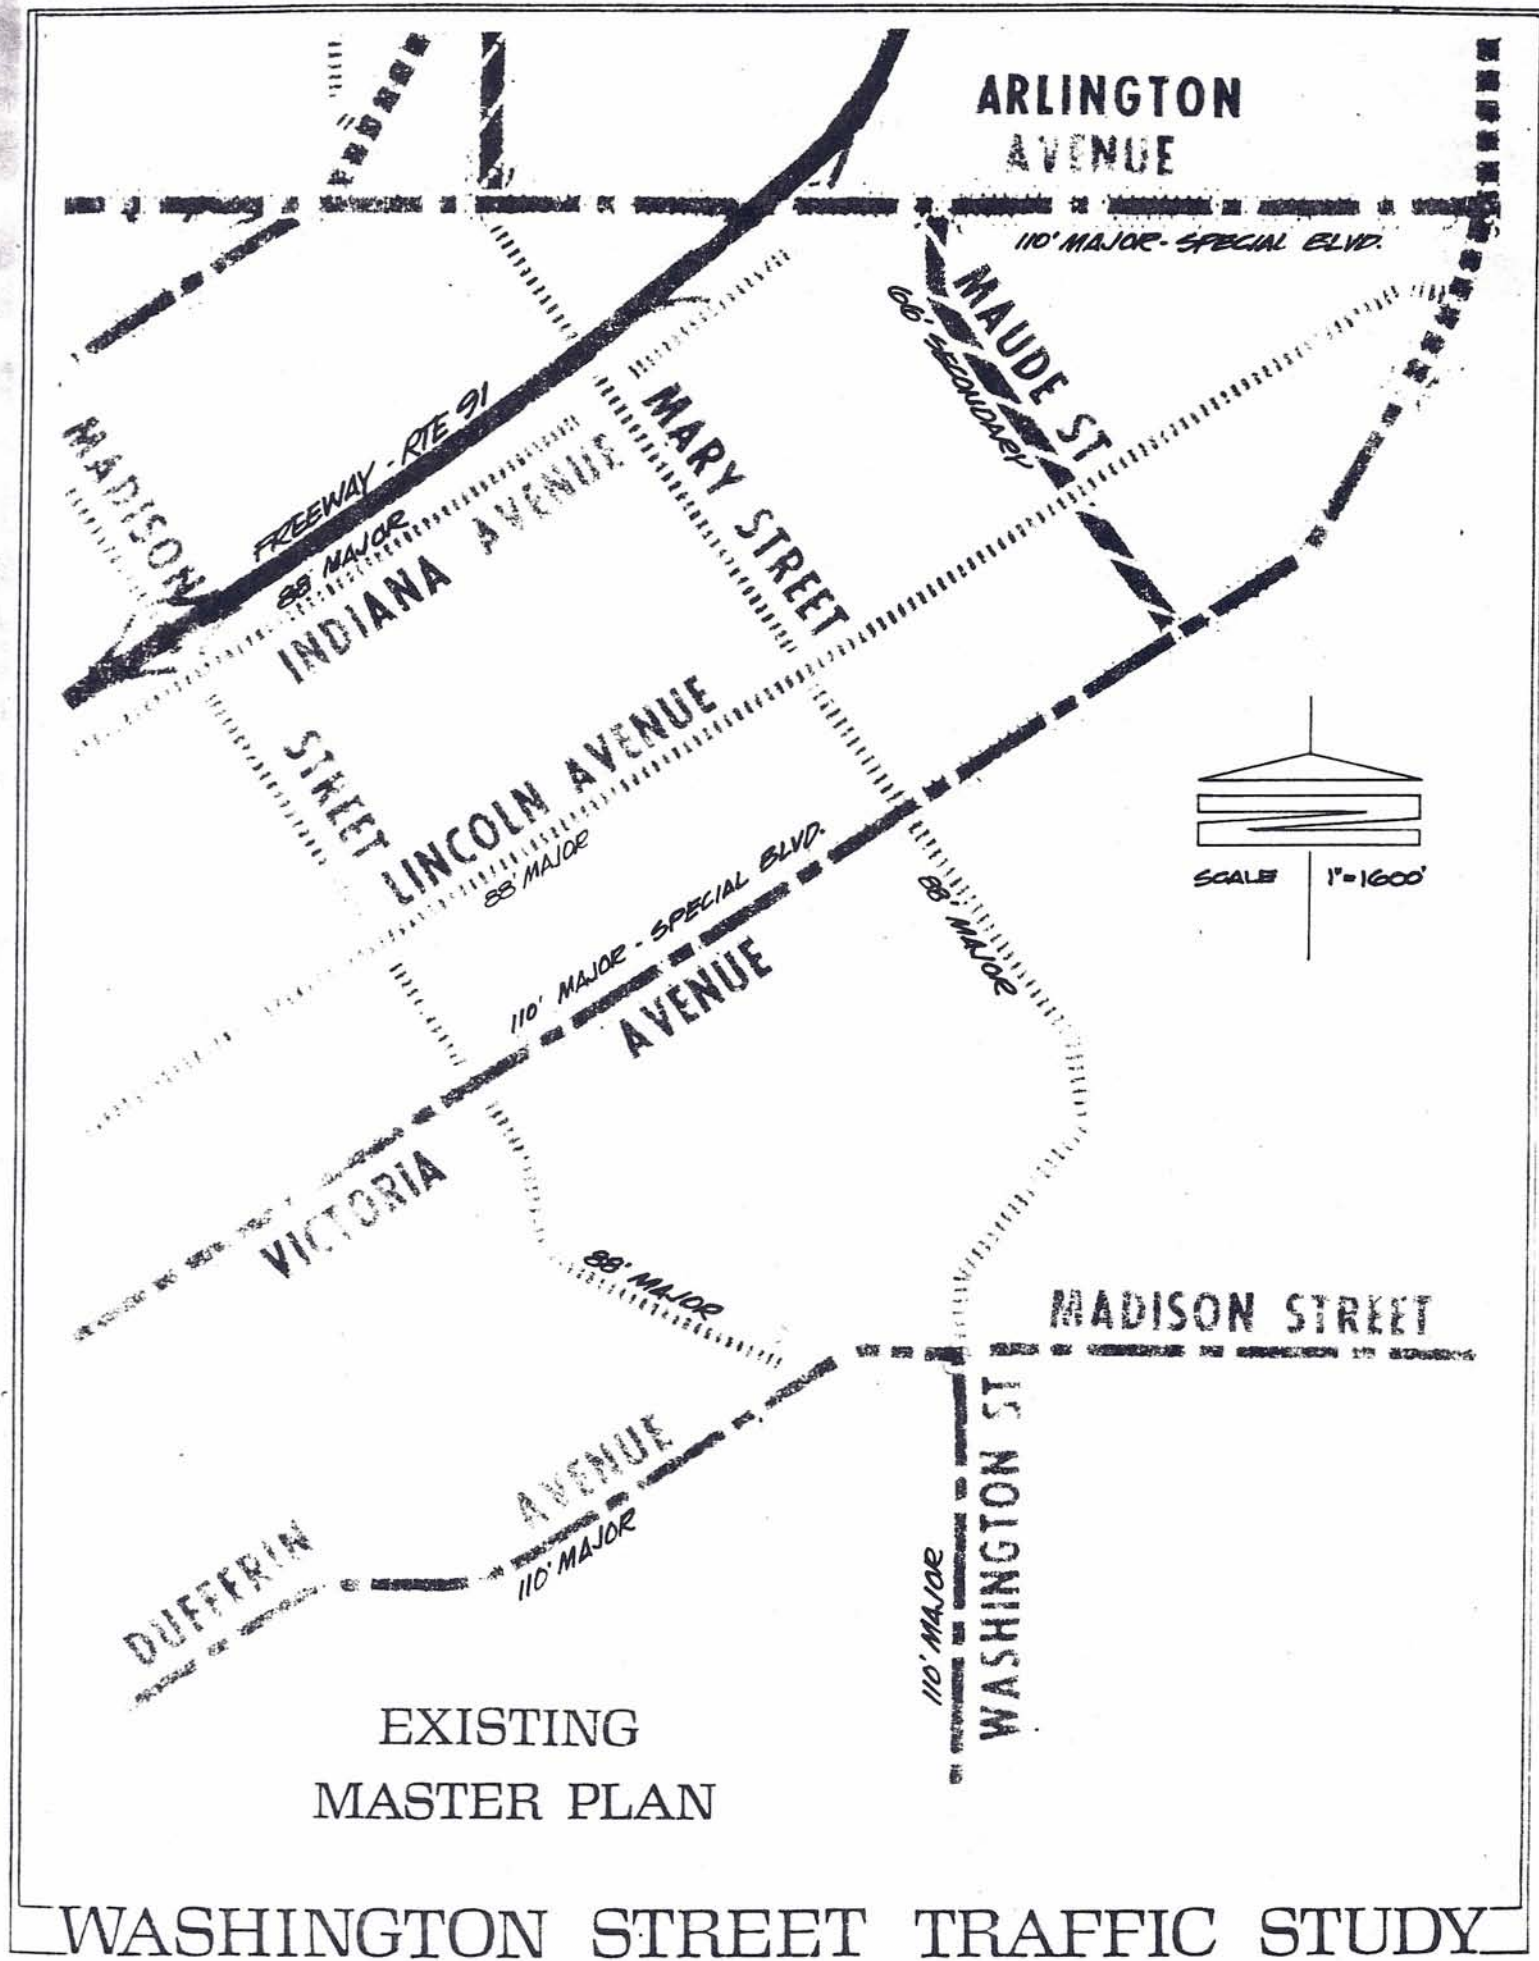 ARLINGTON
AVENUE
110' MAJOR - SPECIAL BLVD.
MAUDE ST
66' SECONDARY
MADISON
STREET
FREEWAY - RTE 91
88' MAJOR
INDIANA AVENUE
MARY STREET
LINCOLN AVENUE
88' MAJOR
110' MAJOR - SPECIAL BLVD.
VICTORIA
AVENUE
88' MAJOR
SCALE 1"=1600'
88' MAJOR
MADISON STREET
DUFFERIN
AVENUE
110' MAJOR
110' MAJOR
WASHINGTON ST
EXISTING
MASTER PLAN
WASHINGTON STREET TRAFFIC STUDY